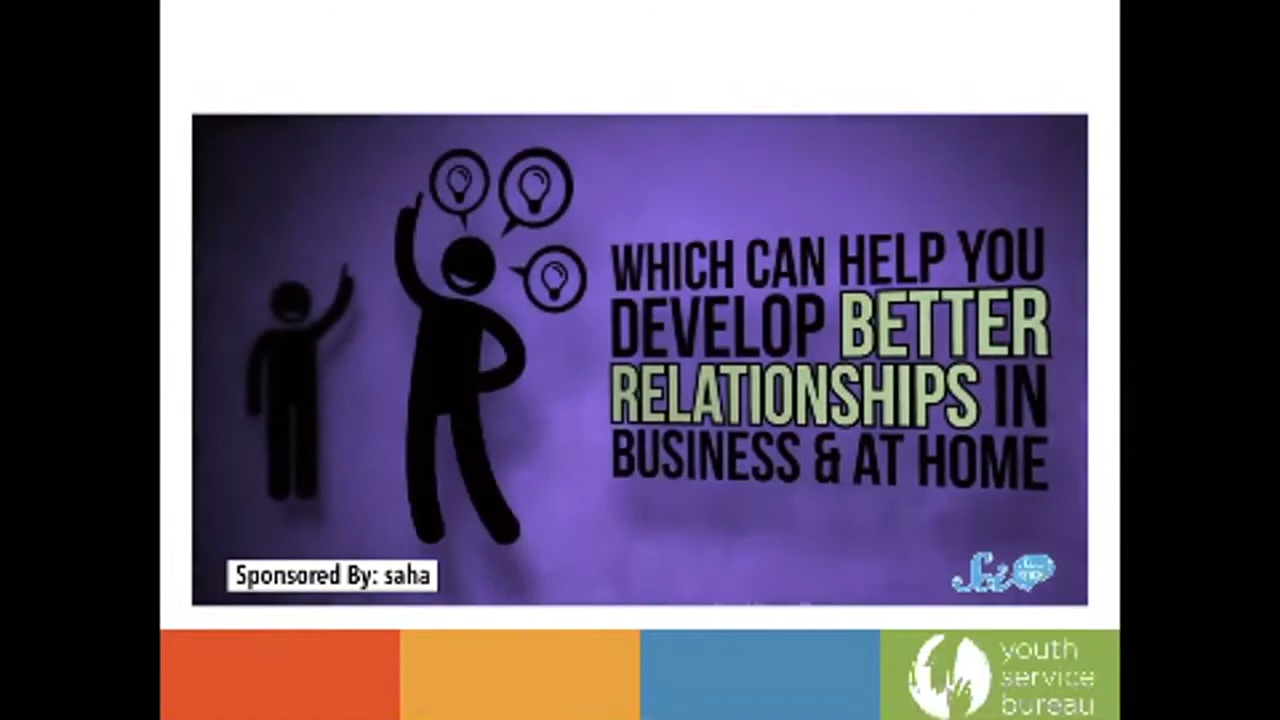 WHICH CAN HELP YOU
DEVELOP BETTER
RELATIONSHIPS IN
BUSINESS & AT HOME
Sponsored By: saha
youth
service
bureau